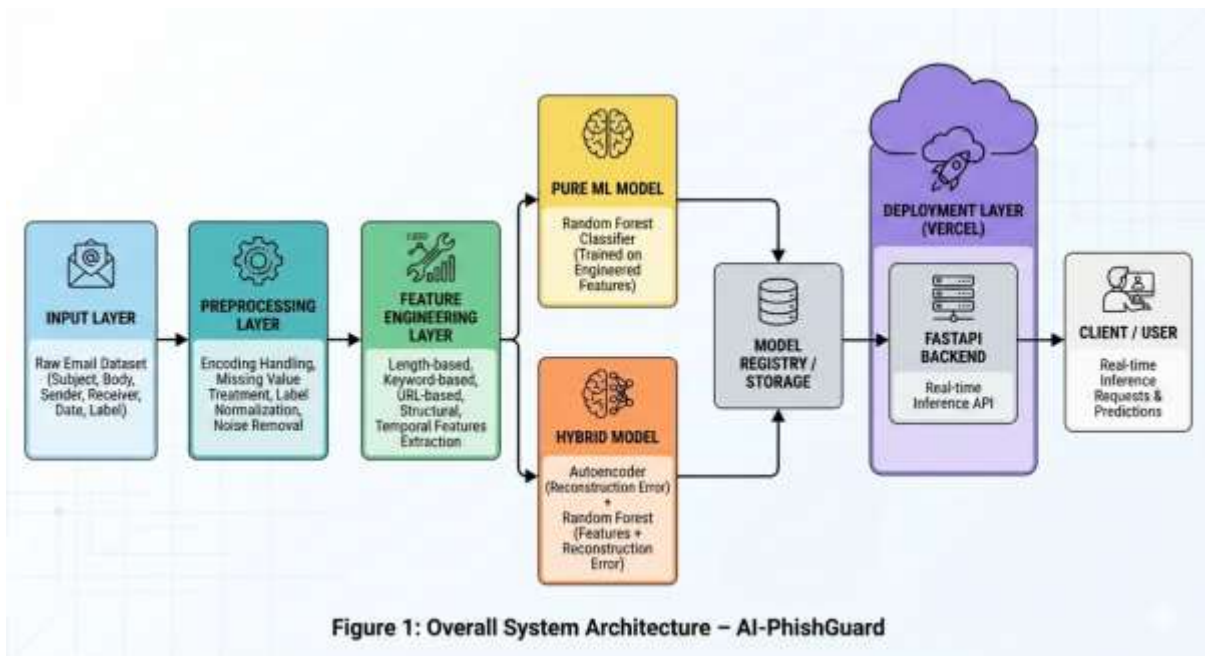 INPUT LAYER
Raw Email Dataset
(Subject, Body,
Sender, Receiver,
Date, Label)
PREPROCESSING
LAYER
Encoding Handling,
Missing Value
Treatment, Label
Normalization,
Noise Removal
FEATURE
ENGINEERING
LAYER
Length-based,
Keyword-based,
URL-based,
Structural,
Temporal Features
Extraction
PURE ML MODEL
Random Forest
Classifier
(Trained on
Engineered
Features)
HYBRID MODEL
Autoencoder
(Reconstruction Error)
+
Random Forest
(Features +
Reconstruction
Error)
MODEL
REGISTRY /
STORAGE
DEPLOYMENT LAYER
(VERCEL)
FASTAPI
BACKEND
Real-time
Inference API
CLIENT / USER
Real-time
Inference
Requests &
Predictions
Figure 1: Overall System Architecture – AI-PhishGuard